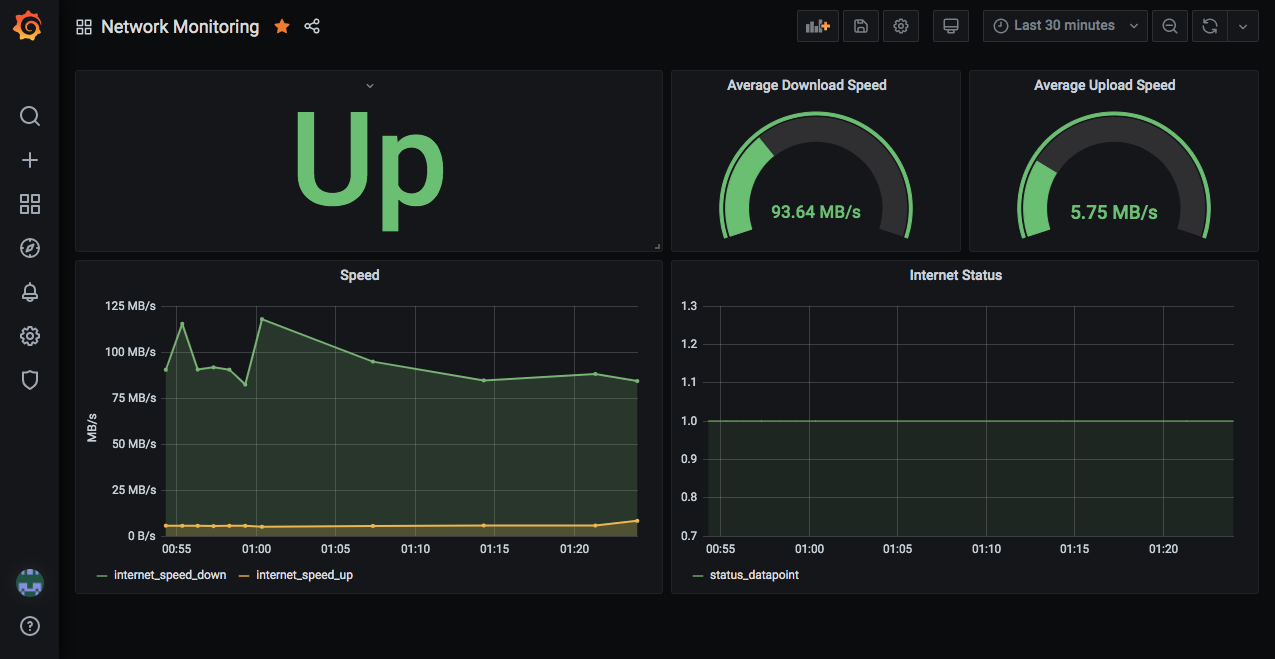 Network Monitoring
Last 30 minutes
Up
Average Download Speed
93.64 MB/s
Average Upload Speed
5.75 MB/s
Speed
MB/s
125 MB/s
100 MB/s
75 MB/s
50 MB/s
25 MB/s
0 B/s
00:55 01:00 01:05 01:10 01:15 01:20
internet_speed_down internet_speed_up
Internet Status
1.3
1.2
1.1
1.0
0.9
0.8
0.7
00:55 01:00 01:05 01:10 01:15 01:20
status_datapoint